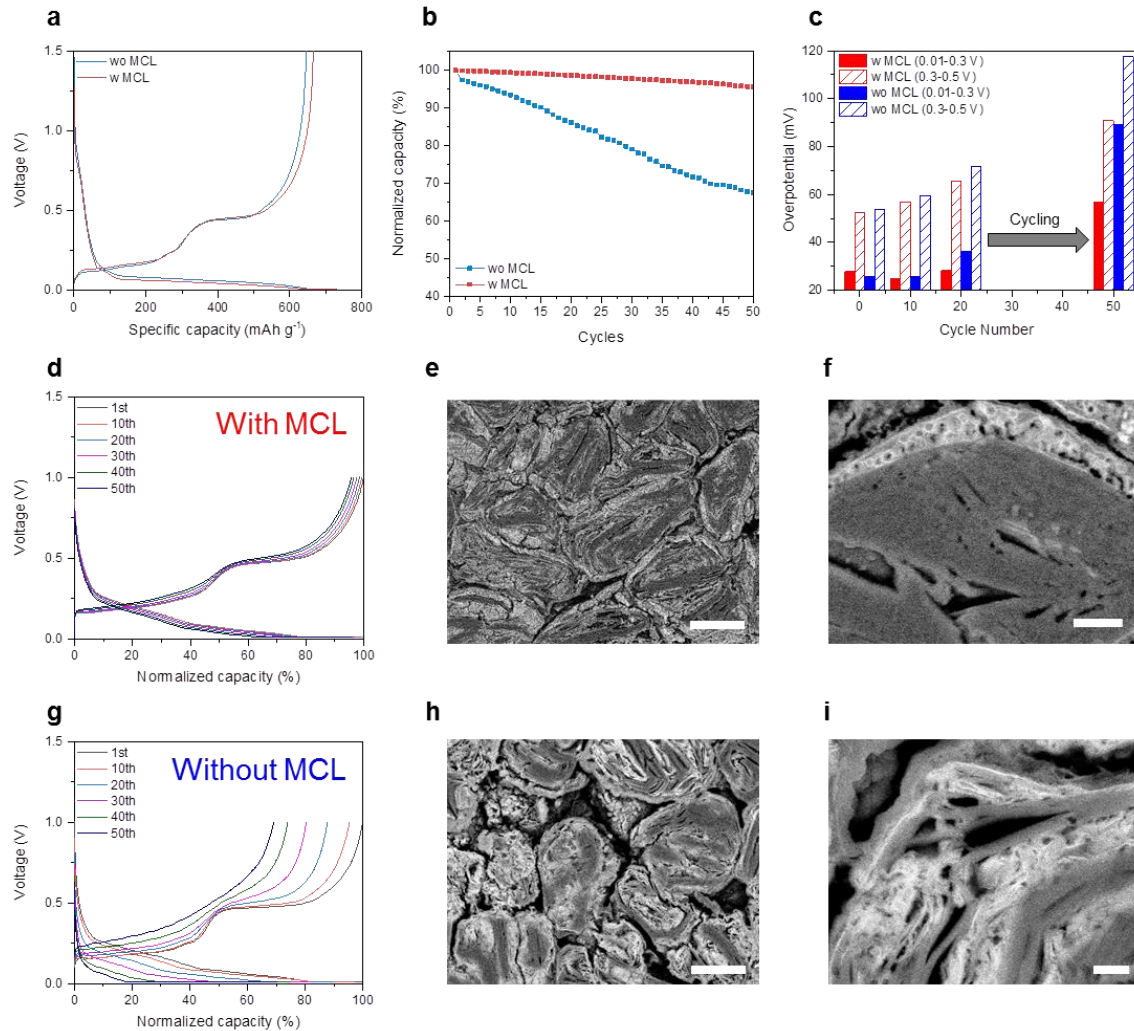 a
1.5
1.0
0.5
0.0
Voltage (V)
wo MCL
w MCL
0 200 400 600 800
Specific capacity (mAh g⁻¹)
b
100
90
80
70
60
50
40
Normalized capacity (%)
wo MCL
w MCL
0 5 10 15 20 25 30 35 40 45 50
Cycles
c
120
100
80
60
40
20
Overpotential (mV)
w MCL (0.01-0.3 V)
w MCL (0.3-0.5 V)
wo MCL (0.01-0.3 V)
wo MCL (0.3-0.5 V)
Cycling
0 10 20 30 40 50
Cycle Number
d
1.5
1.0
0.5
0.0
Voltage (V)
1st
10th
20th
30th
40th
50th
With MCL
0 20 40 60 80 100
Normalized capacity (%)
e
f
g
1.5
1.0
0.5
0.0
Voltage (V)
1st
10th
20th
30th
40th
50th
Without MCL
0 20 40 60 80 100
Normalized capacity (%)
h
i